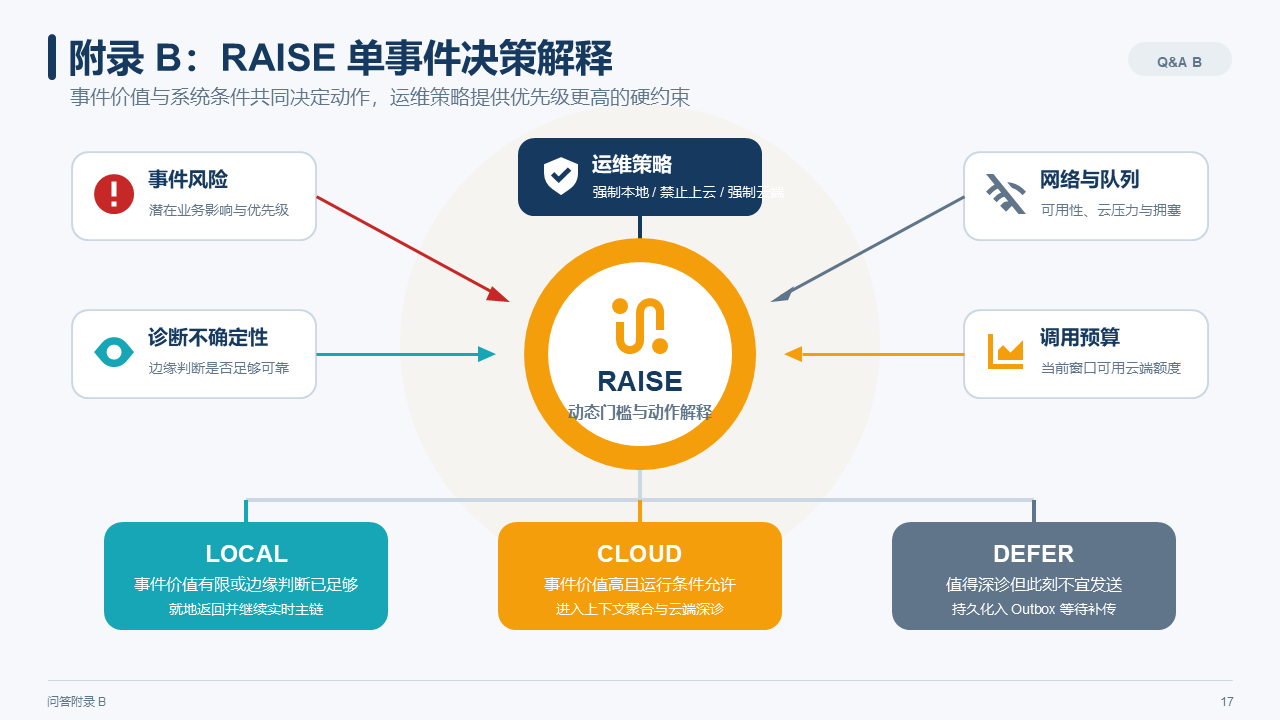 附录 B：RAISE 单事件决策解释
Q&A B
事件价值与系统条件共同决定动作，运维策略提供优先级更高的硬约束
运维策略
强制本地 / 禁止上云 / 强制云端
事件风险
潜在业务影响与优先级
网络与队列
可用性、云压力与拥塞
诊断不确定性
边缘判断是否足够可靠
调用预算
当前窗口可用云端额度
RAISE
动态门槛与动作解释
LOCAL
事件价值有限或边缘判断已足够
就地返回并继续实时主链
CLOUD
事件价值高且运行条件允许
进入上下文聚合与云端深诊
DEFER
值得深诊但此刻不宜发送
持久化入 Outbox 等待补传
问答附录 B
17